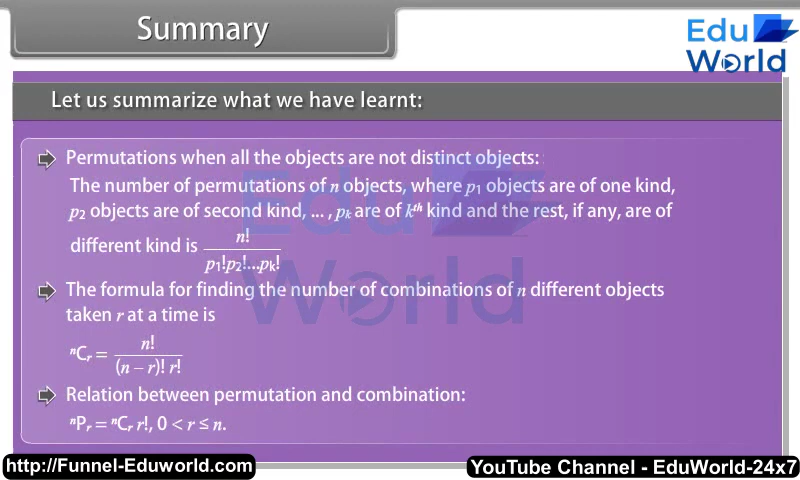 Summary
Edu
World
Let us summarize what we have learnt:
Permutations when all the objects are not distinct objects:
The number of permutations of n objects, where p₁ objects are of one kind,
p₂ objects are of second kind, ... , pₖ are of kᵗʰ kind and the rest, if any, are of
different kind is n! / p₁!p₂!...pₖ!
The formula for finding the number of combinations of n different objects
taken r at a time is
ⁿCᵣ = n! / (n – r)! r!
Relation between permutation and combination:
ⁿPᵣ = ⁿCᵣ r!, 0 < r ≤ n.
Edu
World
http://Funnel-Eduworld.com
YouTube Channel - EduWorld-24x7